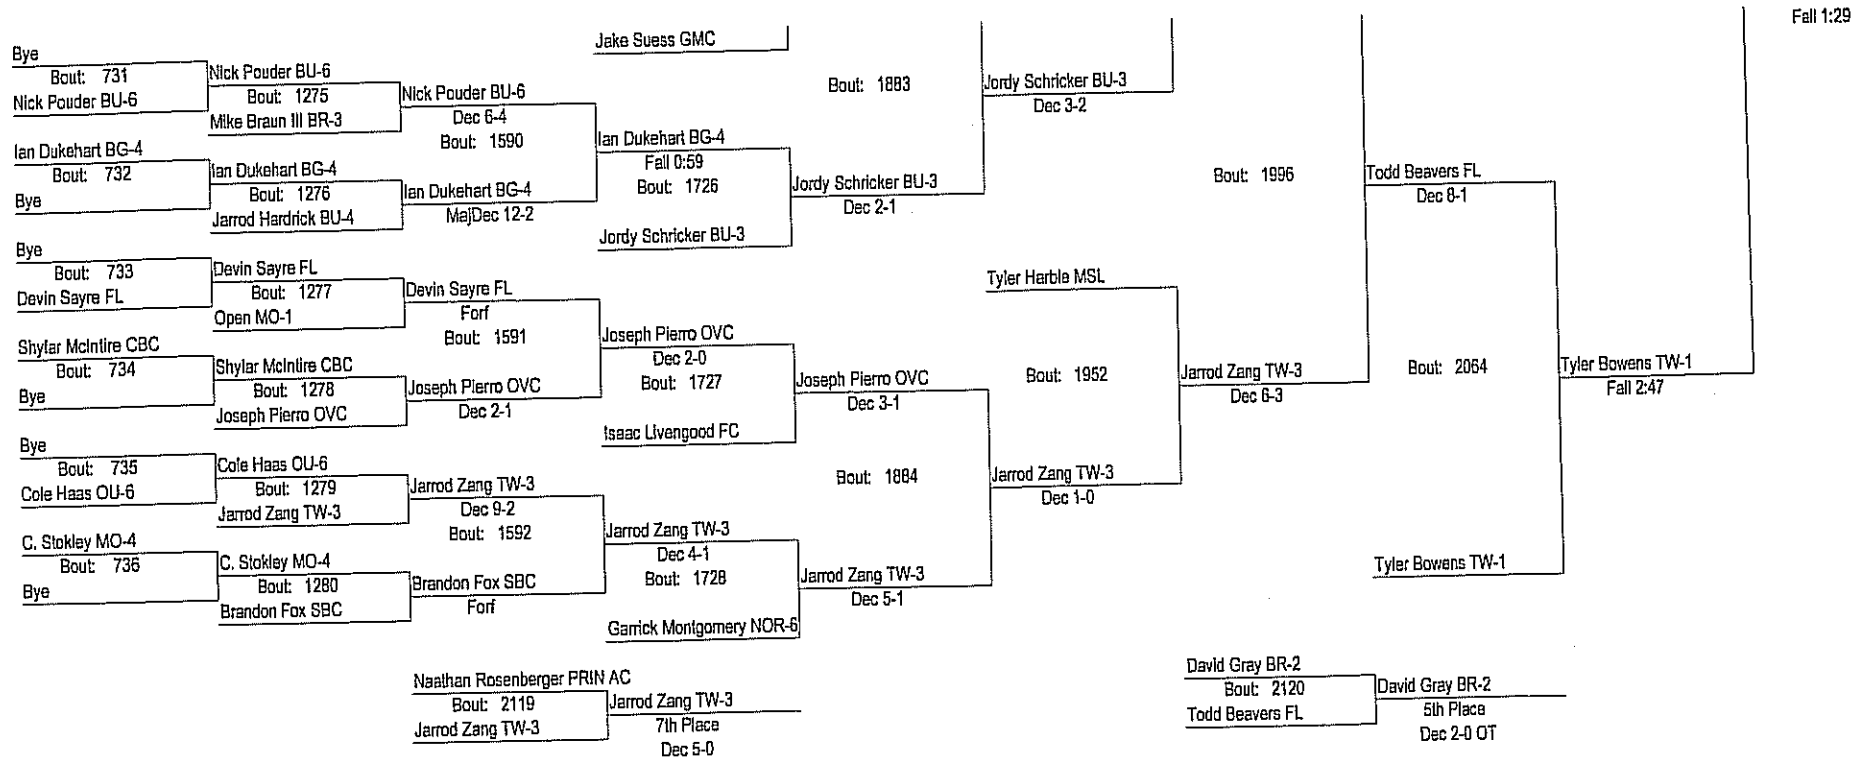 Fall 1:29
Jake Suess GMC
Bye
Bout: 731
Nick Pouder BU-6
Nick Pouder BU-6
Bout: 1275
Mike Braun III BR-3
Nick Pouder BU-6
Dec 6-4
Bout: 1590
Ian Dukehart BG-4
Bout: 732
Bye
Ian Dukehart BG-4
Bout: 1276
Jarrod Hardrick BU-4
Ian Dukehart BG-4
MajDec 12-2
Ian Dukehart BG-4
Fall 0:59
Bout: 1726
Jordy Schricker BU-3
Jordy Schricker BU-3
Dec 2-1
Bout: 1883
Jordy Schricker BU-3
Dec 3-2
Bout: 1996
Todd Beavers FL
Dec 8-1
Bye
Bout: 733
Devin Sayre FL
Devin Sayre FL
Bout: 1277
Open MO-1
Devin Sayre FL
Forf
Bout: 1591
Shylar McIntire CBC
Bout: 734
Bye
Shylar McIntire CBC
Bout: 1278
Joseph Pierro OVC
Joseph Pierro OVC
Dec 2-1
Joseph Pierro OVC
Dec 2-0
Bout: 1727
Isaac Livengood FC
Joseph Pierro OVC
Dec 3-1
Bout: 1884
Tyler Harble MSL
Bout: 1952
Jarrod Zang TW-3
Dec 1-0
Jarrod Zang TW-3
Dec 6-3
Bout: 2064
Tyler Bowens TW-1
Fall 2:47
Bye
Bout: 735
Cole Haas OU-6
Cole Haas OU-6
Bout: 1279
Jarrod Zang TW-3
Jarrod Zang TW-3
Dec 9-2
Bout: 1592
C. Stokley MO-4
Bout: 736
Bye
C. Stokley MO-4
Bout: 1280
Brandon Fox SBC
Brandon Fox SBC
Forf
Jarrod Zang TW-3
Dec 4-1
Bout: 1728
Garrick Montgomery NOR-6
Jarrod Zang TW-3
Dec 5-1
Tyler Bowens TW-1
Naathan Rosenberger PRIN AC
Bout: 2119
Jarrod Zang TW-3
Jarrod Zang TW-3
7th Place
Dec 5-0
David Gray BR-2
Bout: 2120
Todd Beavers FL
David Gray BR-2
5th Place
Dec 2-0 OT